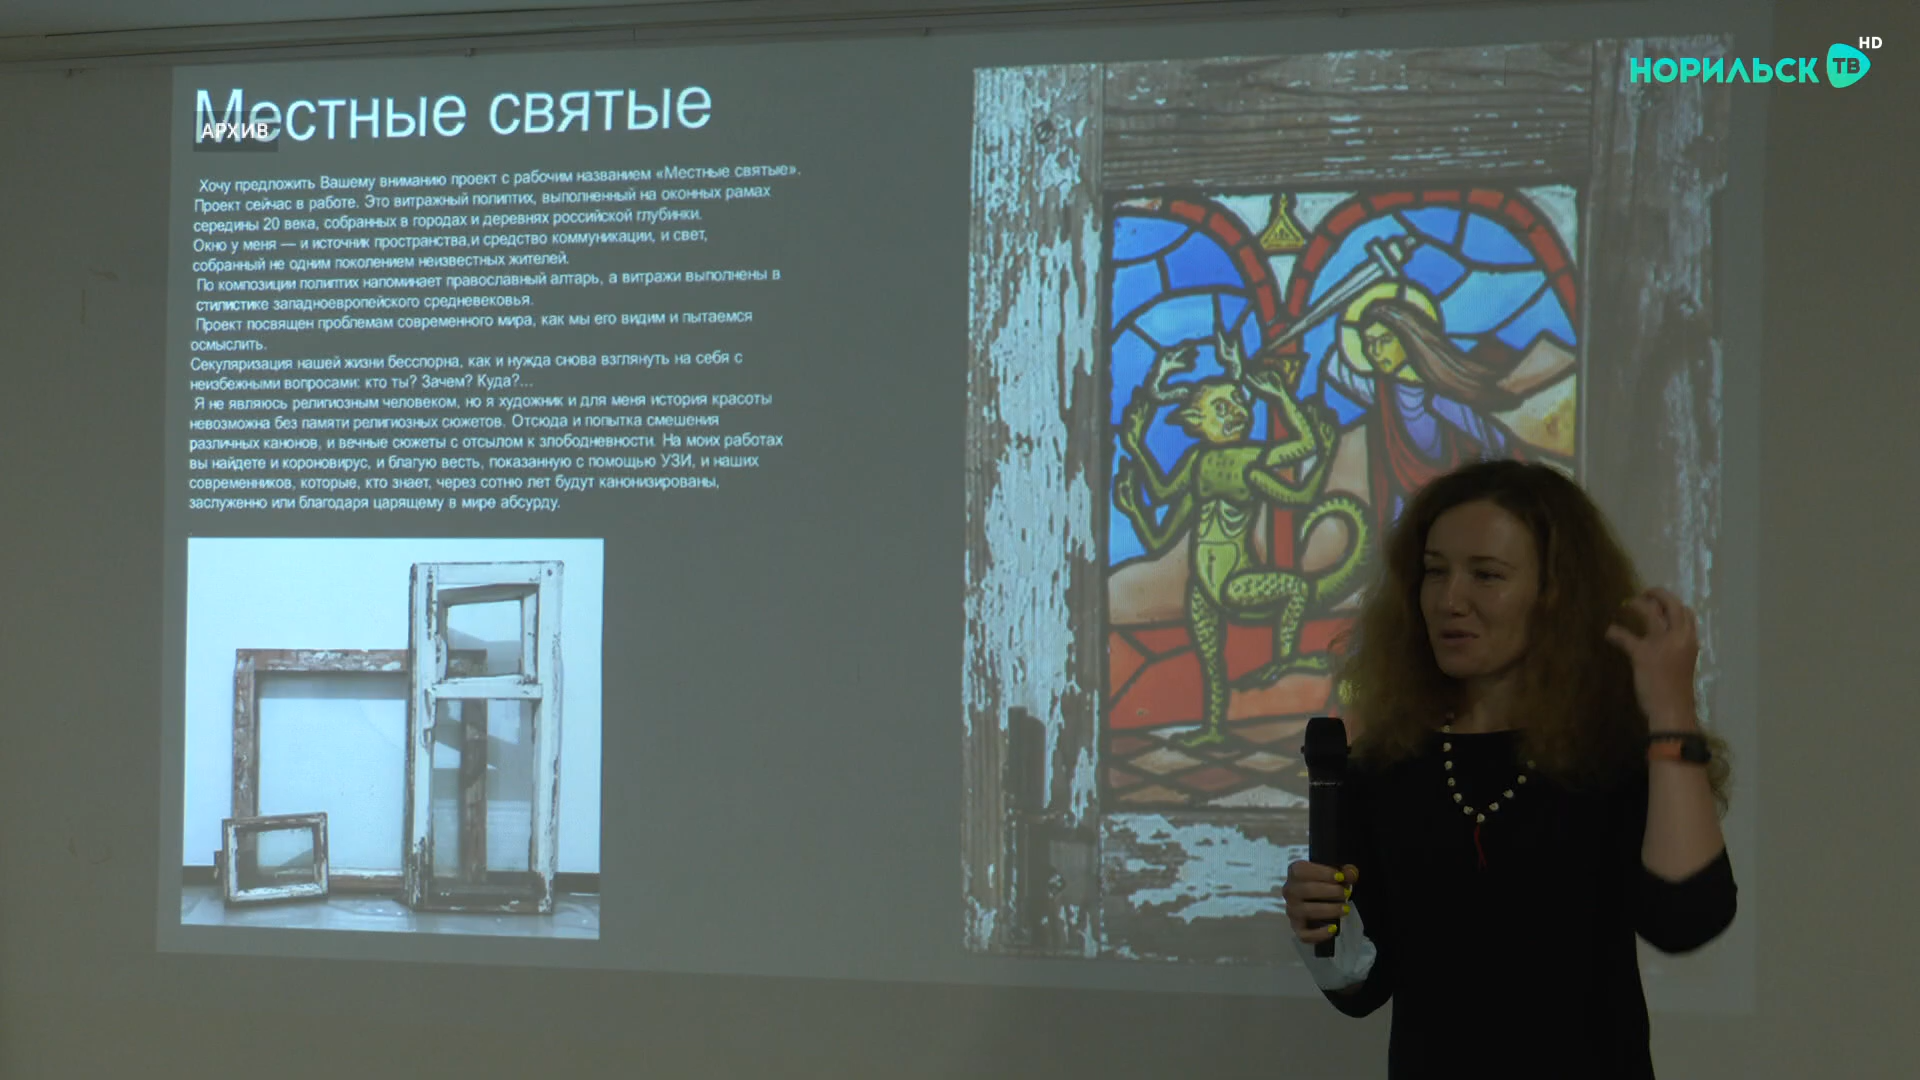 НОРИЛЬСК ТВ HD
Местные святые
АРХИВ
Хочу предложить Вашему вниманию проект с рабочим названием «Местные святые».
Проект сейчас в работе. Это витражный полиптих, выполненный на оконных рамах
середины 20 века, собранных в городах и деревнях российской глубинки.
Окно у меня — и источник пространства,и средство коммуникации, и свет,
собранный не одним поколением неизвестных жителей.
По композиции полиптих напоминает православный алтарь, а витражи выполнены в
стилистике западноевропейского средневековья.
Проект посвящен проблемам современного мира, как мы его видим и пытаемся
осмыслить.
Секуляризация нашей жизни бесспорна, как и нужда снова взглянуть на себя с
неизбежными вопросами: кто ты? Зачем? Куда?...
Я не являюсь религиозным человеком, но я художник и для меня история красоты
невозможна без памяти религиозных сюжетов. Отсюда и попытка смешения
различных канонов, и вечные сюжеты с отсылом к злободневности. На моих работах
вы найдете и короновирус, и благую весть, показанную с помощью УЗИ, и наших
современников, которые, кто знает, через сотню лет будут канонизированы,
заслуженно или благодаря царящему в мире абсурду.